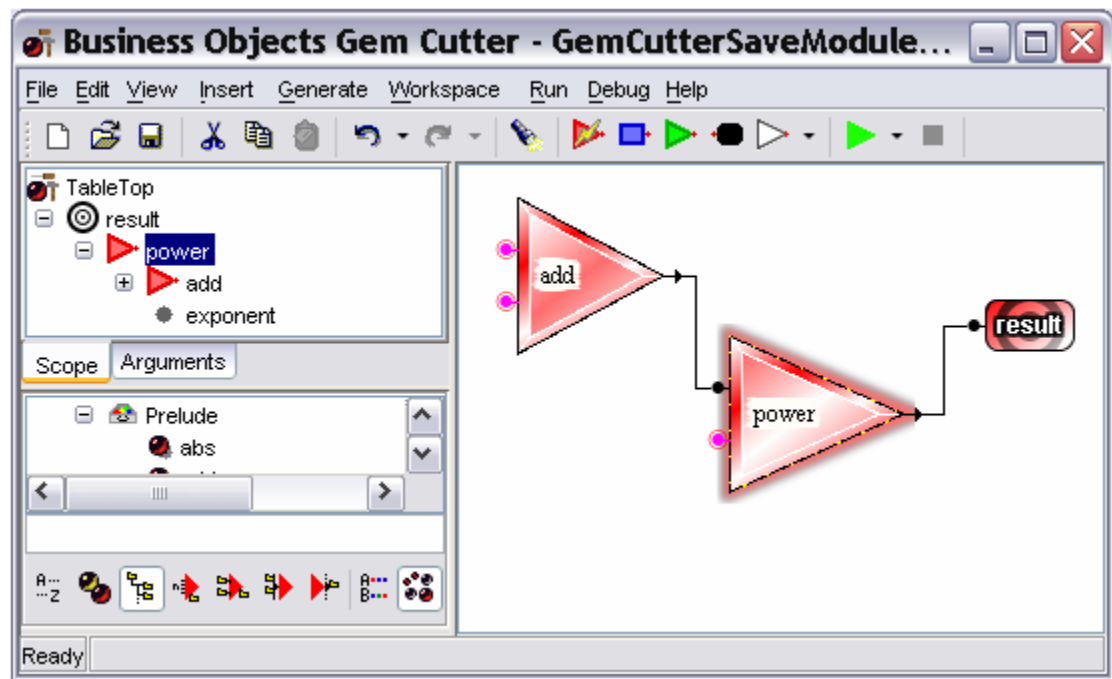 Business Objects Gem Cutter - GemCutterSaveModule...
File Edit View Insert Generate Workspace Run Debug Help
TableTop
result
power
add
exponent
Scope Arguments
Prelude
abs
A...
...Z
A
B
Ready
add
power
result